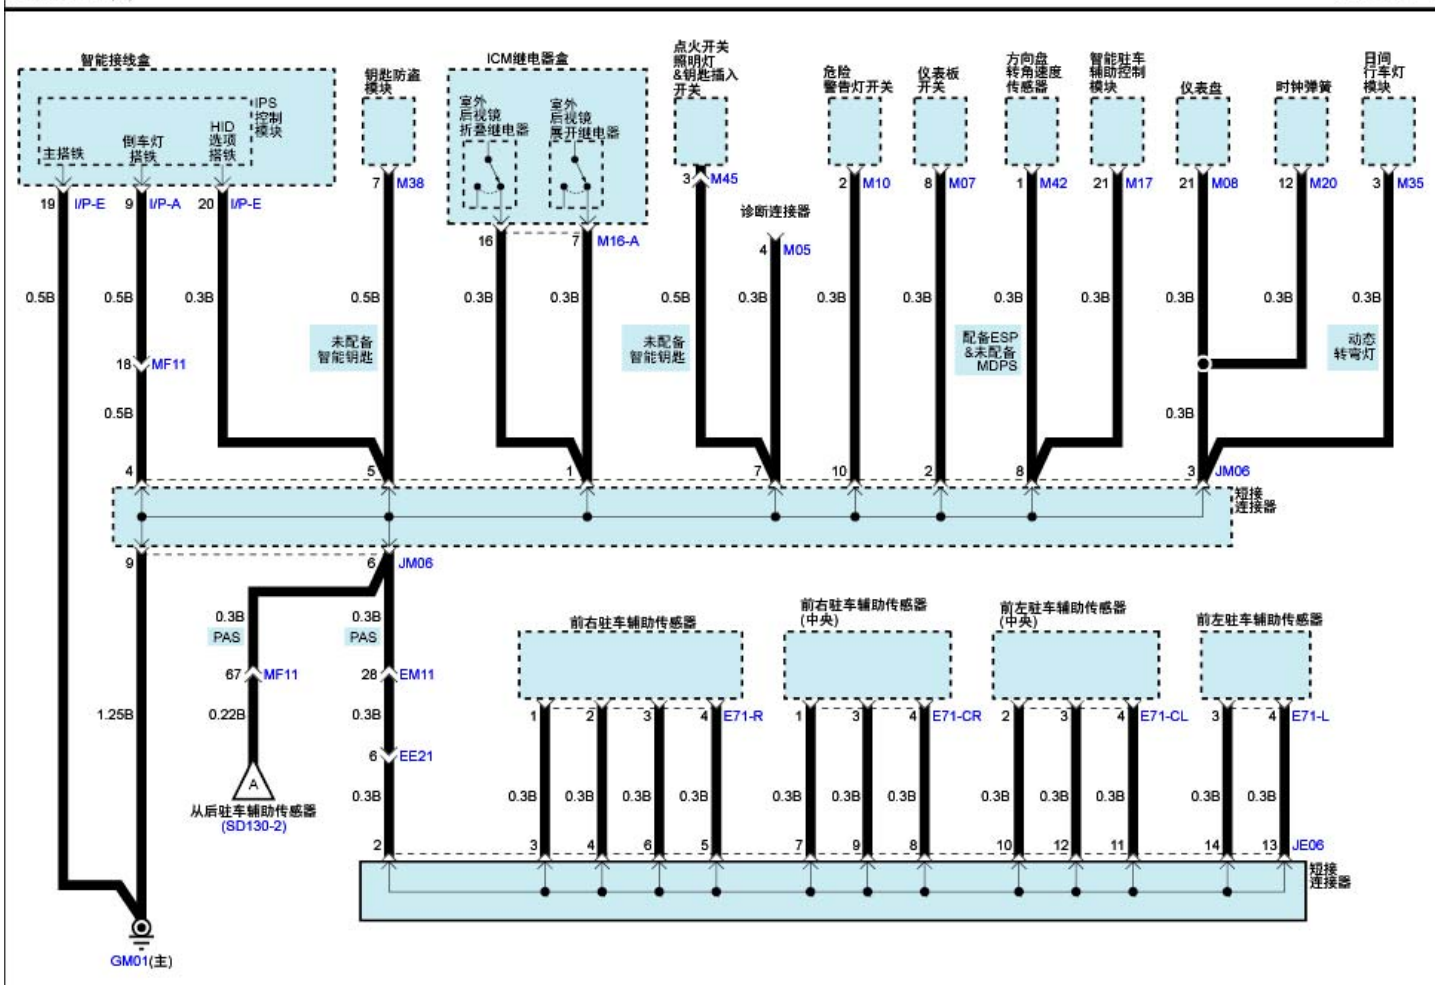 智能接线盒
IPS
控制
模块
主搭铁
倒车灯
搭铁
HID
选项
搭铁
19 I/P-E
9 I/P-A
20 I/P-E
钥匙防盗
模块
7 M38
ICM继电器盒
室外
后视镜
折叠继电器
室外
后视镜
展开继电器
16
7 M16-A
点火开关
照明灯
&钥匙插入
开关
3 M45
诊断连接器
4 M05
危险
警告灯开关
2 M10
仪表板
开关
8 M07
方向盘
转角速度
传感器
1 M42
智能驻车
辅助控制
模块
21 M17
仪表盘
21 M08
时钟弹簧
12 M20
日间
行车灯
模块
3 M35
0.5B 0.5B 0.3B 0.5B 0.3B 0.3B 0.5B 0.3B 0.3B 0.3B 0.3B 0.3B 0.3B 0.3B 0.3B
未配备
智能钥匙
未配备
智能钥匙
配备ESP
&未配备
MDPS
动态
转弯灯
18 MF11
0.5B
0.3B
4 5 1 7 10 2 8 3 JM06
短接
连接器
9 6 JM06
0.3B
PAS
0.3B
PAS
67 MF11
28 EM11
1.25B
0.22B
0.3B
6 EE21
A
从后驻车辅助传感器
(SD130-2)
0.3B
前右驻车辅助传感器
1 2 3 4 E71-R
前右驻车辅助传感器
(中央)
1 3 4 E71-CR
前左驻车辅助传感器
(中央)
2 3 4 E71-CL
前左驻车辅助传感器
3 4 E71-L
0.3B 0.3B 0.3B 0.3B 0.3B 0.3B 0.3B 0.3B 0.3B 0.3B 0.3B 0.3B
2 3 4 6 5 7 9 8 10 12 11 14 13 JE06
短接
连接器
GM01(主)